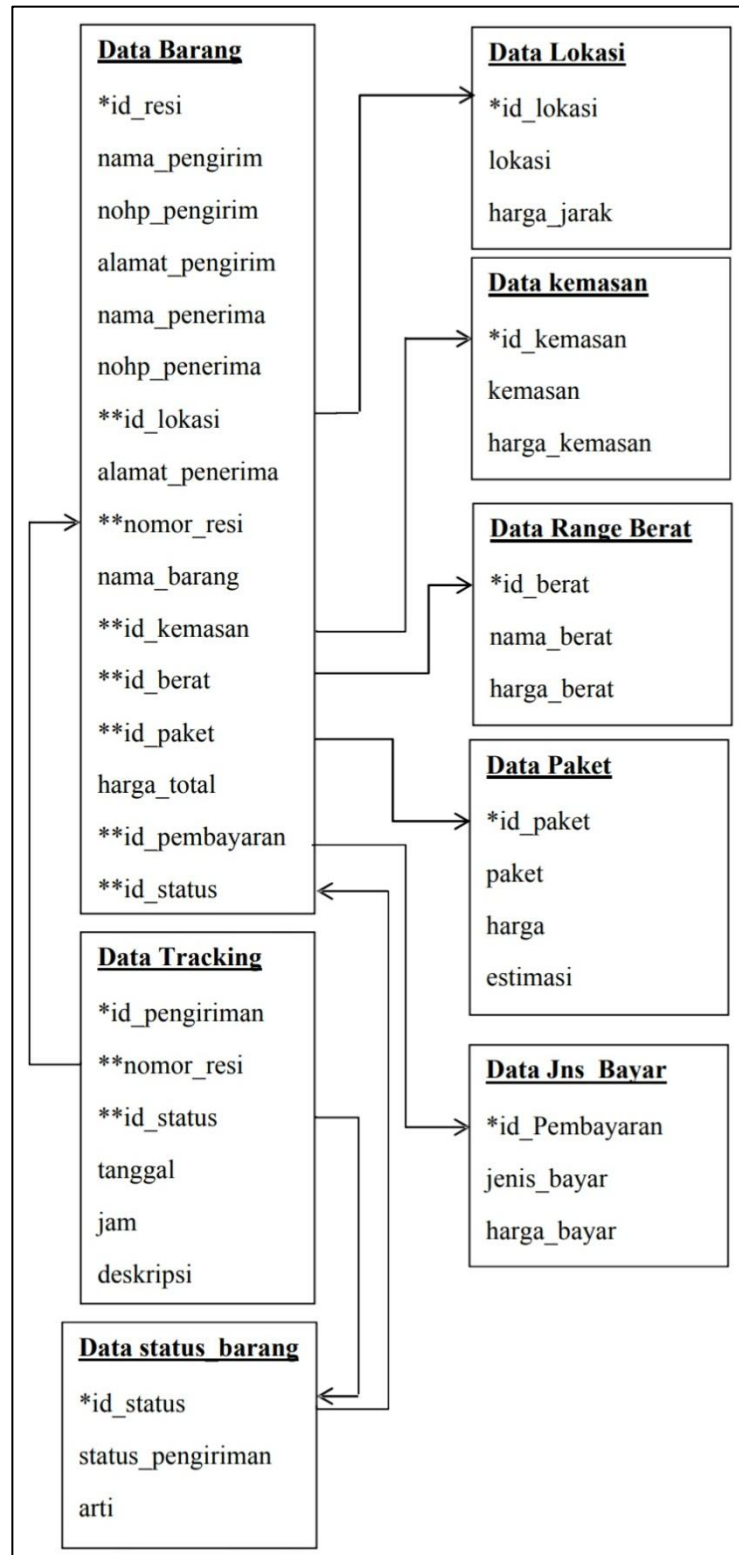 Data Barang
*id_resi
nama_pengirim
nohp_pengirim
alamat_pengirim
nama_penerima
nohp_penerima
**id_lokasi
alamat_penerima
**nomor_resi
nama_barang
**id_kemasan
**id_berat
**id_paket
harga_total
**id_pembayaran
**id_status
Data Tracking
*id_pengiriman
**nomor_resi
**id_status
tanggal
jam
deskripsi
Data status_barang
*id_status
status_pengiriman
arti
Data Lokasi
*id_lokasi
lokasi
harga_jarak
Data kemasan
*id_kemasan
kemasan
harga_kemasan
Data Range Berat
*id_berat
nama_berat
harga_berat
Data Paket
*id_paket
paket
harga
estimasi
Data Jns_Bayar
*id_Pembayaran
jenis_bayar
harga_bayar